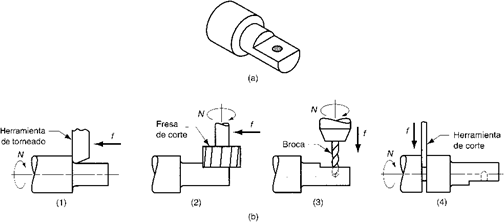 (a)
Herramienta
de torneado
N
f
(1)
N
Fresa
de corte
f
(2)
N
Broca
f
(3)
f
N
Herramienta
de corte
(4)
(b)